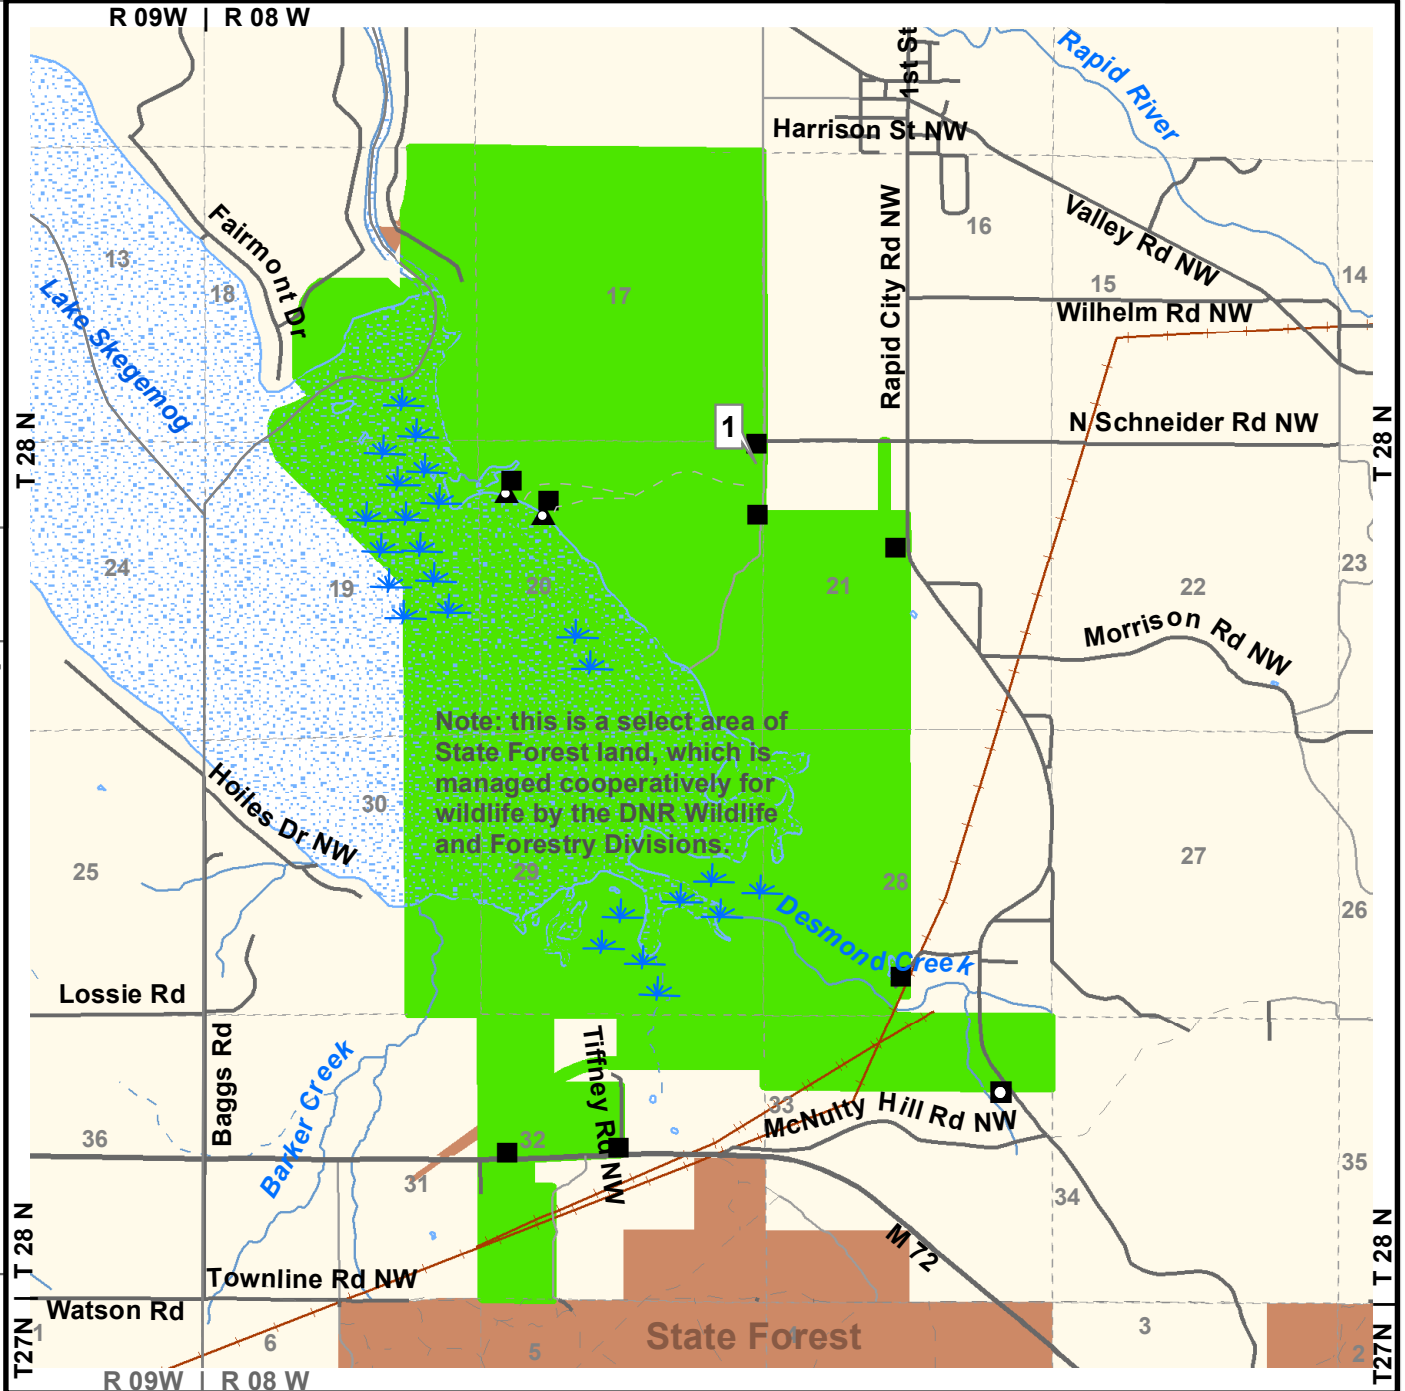 R 09W | R 08 W
1st St
Rapid River
Harrison St NW
Rapid City Rd NW
16
Valley Rd NW
Fairmont Dr
13
18
17
15
14
Lake Skegemog
Wilhelm Rd NW
T 28 N
1
N Schneider Rd NW
T 28 N
24
19
20
21
22
23
Morrison Rd NW
Note: this is a select area of
State Forest land, which is
managed cooperatively for
wildlife by the DNR Wildlife
and Forestry Divisions.
Hoiles Dr NW
30
25
29
28
27
26
Desmond Creek
Lossie Rd
Baggs Rd
Barker Creek
Tiffney Rd NW
33
McNulty Hill Rd NW
36
32
31
35
34
M 72
T27N | T 28 N
Townline Rd NW
Watson Rd
T27N | T 28 N
1
6
5
State Forest
4
3
2
R 09W | R 08 W